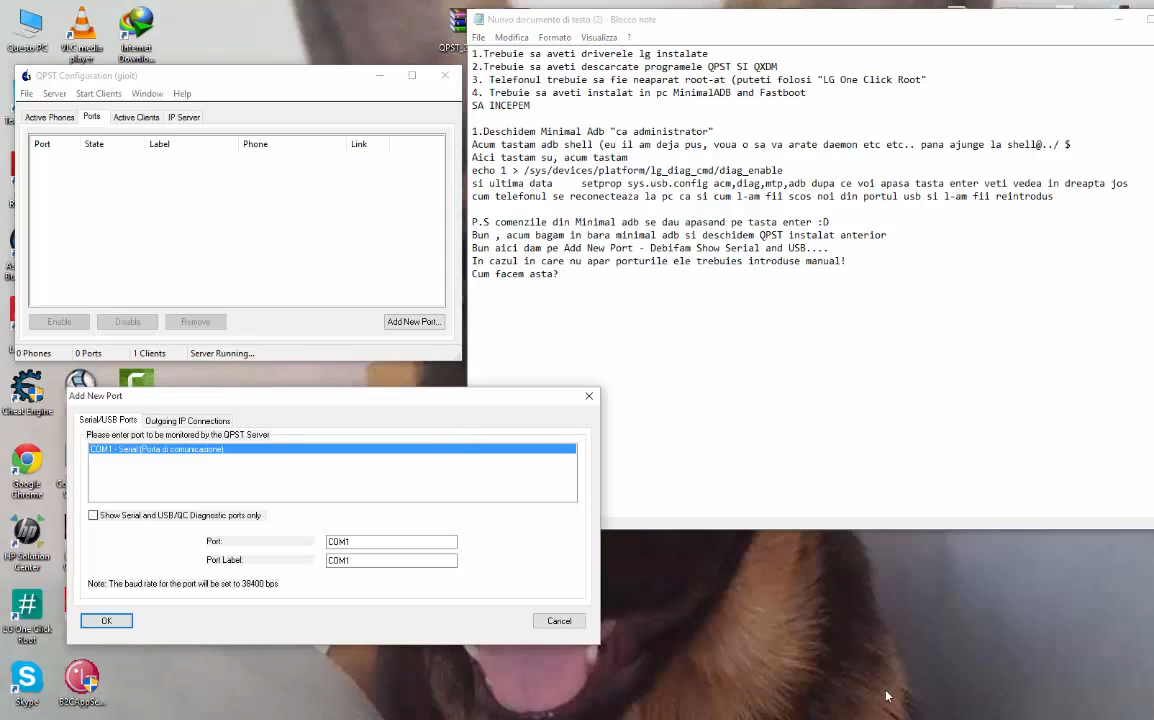 Questo PC
VLC media player
Internet Downlo...
QPST_
QPST Configuration (gioit)
File Server Start Clients Window Help
Active Phones Ports Active Clients IP Server
Port State Label Phone Link
Enable Disable Remove Add New Port...
0 Phones 0 Ports 1 Clients Server Running...
Nuovo documento di testo (2) - Blocco note
File Modifica Formato Visualizza ?
1.Trebuie sa aveti driverele lg instalate
2.Trebuie sa aveti descarcate programele QPST SI QXDM
3. Telefonul trebuie sa fie neaparat root-at (puteti folosi "LG One Click Root"
4. Trebuie sa aveti instalat in pc MinimalADB and Fastboot
SA INCEPEM
1.Deschidem Minimal Adb "ca administrator"
Acum tastam adb shell (eu il am deja pus, voua o sa va arate daemon etc etc.. pana ajunge la shell@../ $
Aici tastam su, acum tastam
echo 1 > /sys/devices/platform/lg_diag_cmd/diag_enable
si ultima data setprop sys.usb.config acm,diag,mtp,adb dupa ce voi apasa tasta enter veti vedea in dreapta jos
cum telefonul se reconecteaza la pc ca si cum l-am fii scos noi din portul usb si l-am fii reintrodus
P.S comenzile din Minimal adb se dau apasand pe tasta enter :D
Bun , acum bagam in bara minimal adb si deschidem QPST instalat anterior
Bun aici dam pe Add New Port - Debifam Show Serial and USB....
In cazul in care nu apar porturile ele trebuies introduse manual!
Cum facem asta?
Cheat Engine
Google Chrome
HP Solution Center
LG One Click Root
Skype
B2CAppSe...
Add New Port
Serial/USB Ports Outgoing IP Connections
Please enter port to be monitored by the QPST Server
COM1 - Serial (Porta di comunicazione)
Show Serial and USB/QC Diagnostic ports only
Port: COM1
Port Label: COM1
Note: The baud rate for the port will be set to 38400 bps
OK Cancel